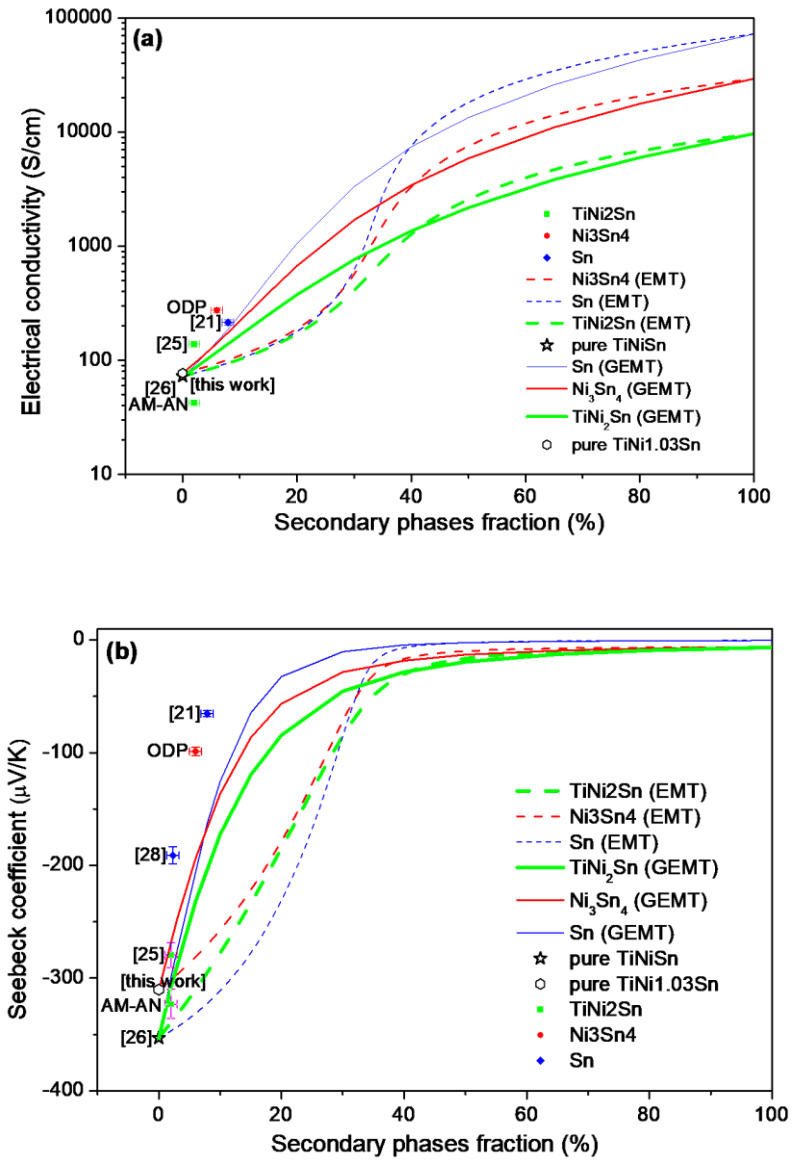 (a)
100000
10000
1000
100
10
Electrical conductivity (S/cm)
ODP
[21]
[25]
[26]
[this work]
AM-AN
TiNi2Sn
Ni3Sn4
Sn
Ni3Sn4 (EMT)
Sn (EMT)
TiNi2Sn (EMT)
pure TiNiSn
Sn (GEMT)
Ni₃Sn₄ (GEMT)
TiNi₂Sn (GEMT)
pure TiNi1.03Sn
0 20 40 60 80 100
Secondary phases fraction (%)
(b)
0
-100
-200
-300
-400
Seebeck coefficient (μV/K)
[21]
ODP
[28]
[25]
[this work]
AM-AN
[26]
TiNi2Sn (EMT)
Ni3Sn4 (EMT)
Sn (EMT)
TiNi₂Sn (GEMT)
Ni₃Sn₄ (GEMT)
Sn (GEMT)
pure TiNiSn
pure TiNi1.03Sn
TiNi2Sn
Ni3Sn4
Sn
0 20 40 60 80 100
Secondary phases fraction (%)